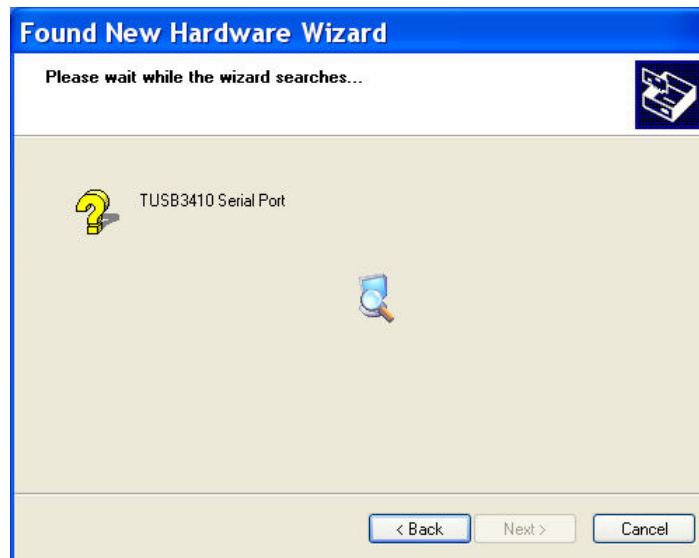 Found New Hardware Wizard
Please wait while the wizard searches...
TUSB3410 Serial Port
< Back Next > Cancel